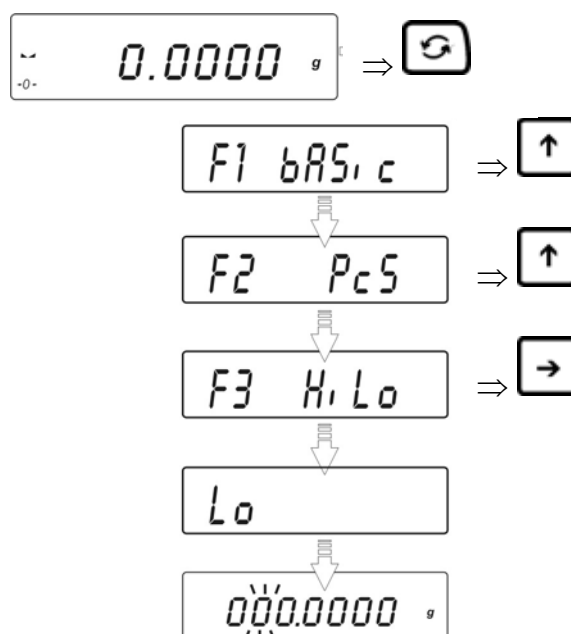 0.0000 g
-0-
F1 bASic
F2 PcS
F3 HiLo
Lo
000.0000 g